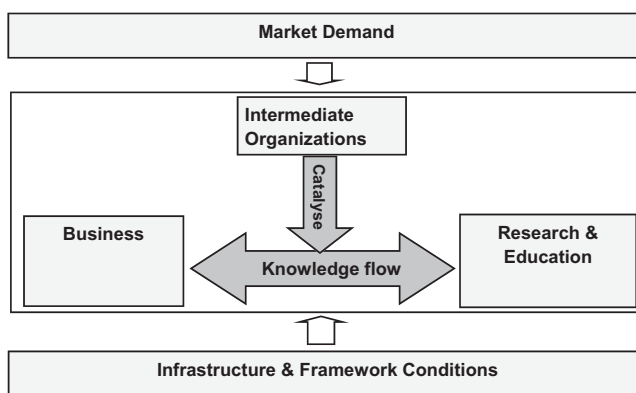 Market Demand
Intermediate
Organizations
Catalyse
Business
Knowledge flow
Research &
Education
Infrastructure & Framework Conditions